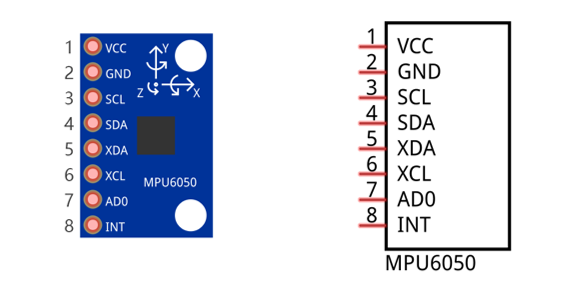 1 VCC
2 GND
3 SCL
4 SDA
5 XDA
6 XCL
7 AD0
8 INT
Y
Z X
MPU6050
1 VCC
2 GND
3 SCL
4 SDA
5 XDA
6 XCL
7 AD0
8 INT
MPU6050